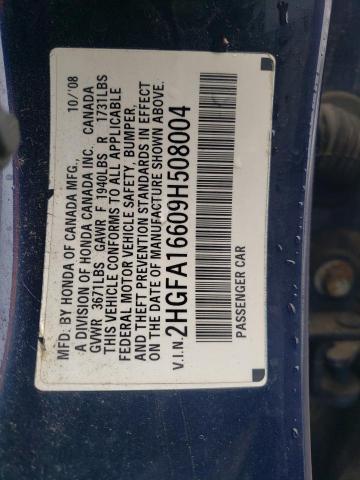 MFD. BY HONDA OF CANADA MFG., 10/'08
A DIVISION OF HONDA CANADA INC. CANADA
GVWR 3671LBS GAWR F 1940LBS R 1731LBS
THIS VEHICLE CONFORMS TO ALL APPLICABLE
FEDERAL MOTOR VEHICLE SAFETY, BUMPER,
AND THEFT PREVENTION STANDARDS IN EFFECT
ON THE DATE OF MANUFACTURE SHOWN ABOVE.
V.I.N. 2HGFA16609H508004
PASSENGER CAR